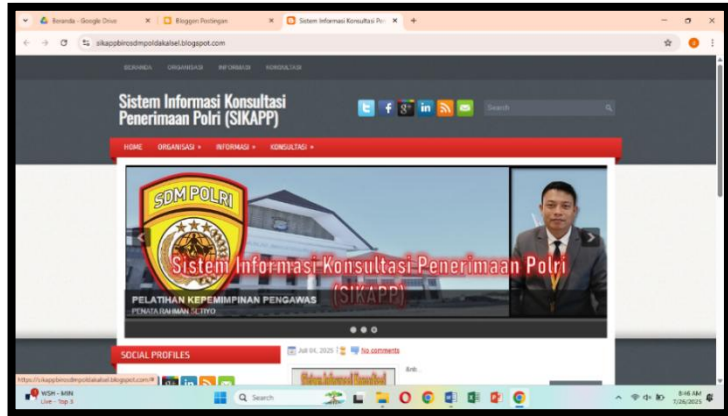 Beranda - Google Drive
Blogger: Postingan
Sistem Informasi Konsultasi Pen
sikappbirosdmpoldakalsel.blogspot.com
BERANDA ORGANISASI INFORMASI KONSULTASI
Sistem Informasi Konsultasi
Penerimaan Polri (SIKAPP)
Search
HOME ORGANISASI INFORMASI KONSULTASI
SDM POLRI
Sistem Informasi Konsultasi Penerimaan Polri
(SIKAPP)
PELATIHAN KEPEMIMPINAN PENGAWAS
PENATA RAHMAN SETIYO
SOCIAL PROFILES
Juli 04, 2025
No comments
https://sikappbirosdmpoldakalsel.blogspot.com/#
WSH - MIN
Live - Top 3
Search
8:46 AM
7/26/2025